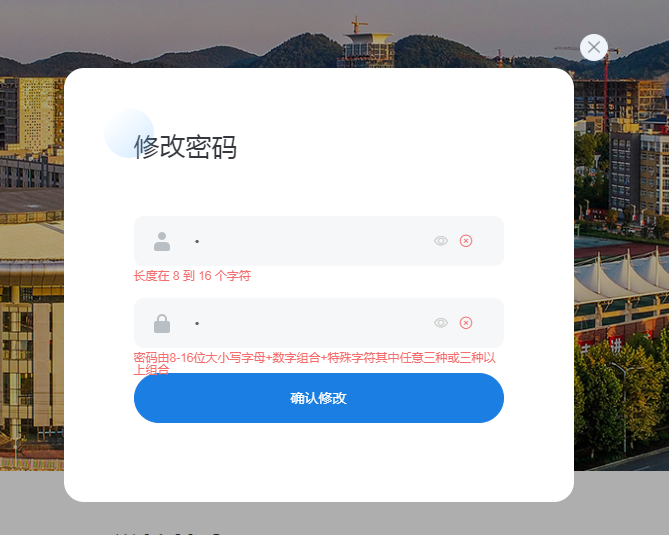 修改密码
长度在 8 到 16 个字符
密码由8-16位大小写字母+数字组合+特殊字符其中任意三种或三种以
上组合
确认修改